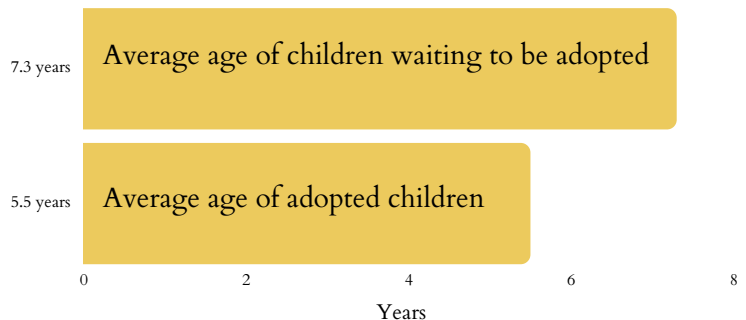 Average age of children waiting to be adopted
7.3 years
Average age of adopted children
5.5 years
0 2 4 6 8
Years